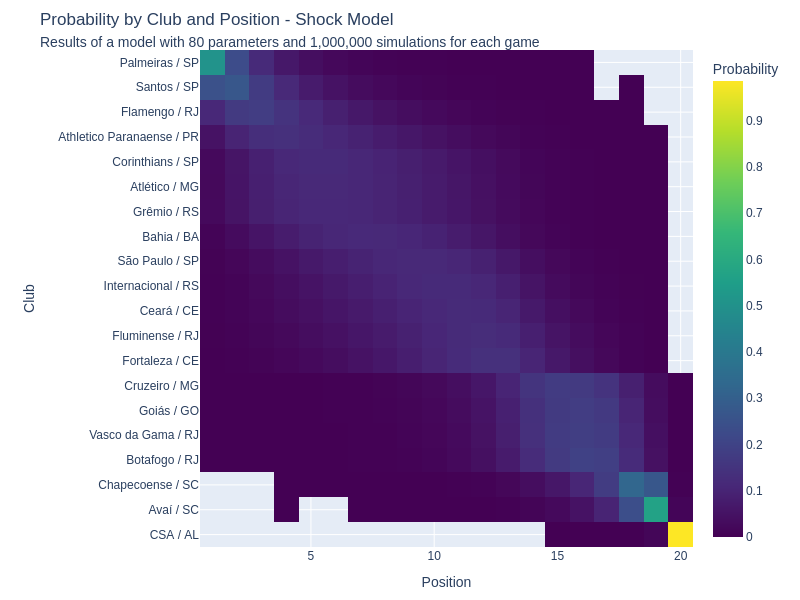 Probability by Club and Position - Shock Model
Results of a model with 80 parameters and 1,000,000 simulations for each game
Probability
Palmeiras / SP
Santos / SP
Flamengo / RJ
Athletico Paranaense / PR
Corinthians / SP
Atlético / MG
Grêmio / RS
Bahia / BA
São Paulo / SP
Internacional / RS
Ceará / CE
Fluminense / RJ
Fortaleza / CE
Cruzeiro / MG
Goiás / GO
Vasco da Gama / RJ
Botafogo / RJ
Chapecoense / SC
Avaí / SC
CSA / AL
Club
5
10
15
20
Position
0.9
0.8
0.7
0.6
0.5
0.4
0.3
0.2
0.1
0